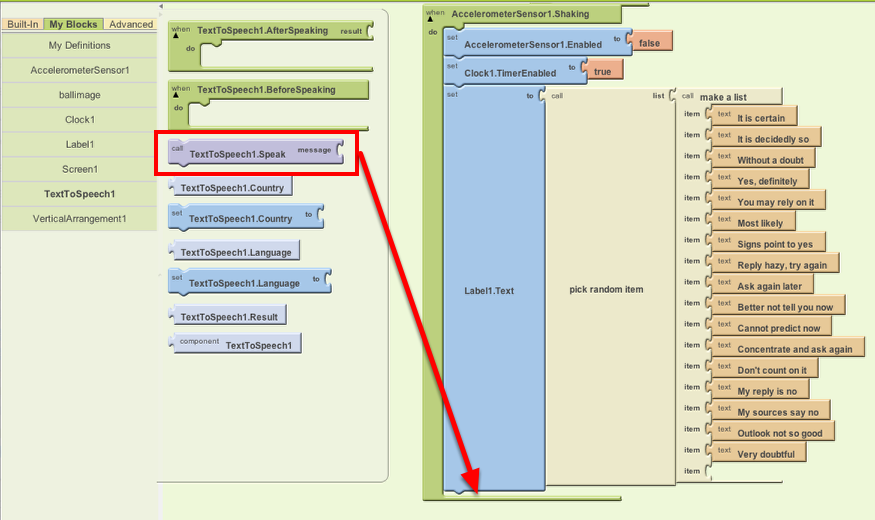 Built-In My Blocks Advanced
My Definitions
AccelerometerSensor1
ballimage
Clock1
Label1
Screen1
TextToSpeech1
VerticalArrangement1
when TextToSpeech1.AfterSpeaking result
do
when TextToSpeech1.BeforeSpeaking
do
call TextToSpeech1.Speak message
TextToSpeech1.Country
set TextToSpeech1.Country to
TextToSpeech1.Language
set TextToSpeech1.Language to
TextToSpeech1.Result
component TextToSpeech1
when AccelerometerSensor1.Shaking
do
set AccelerometerSensor1.Enabled to false
set Clock1.TimerEnabled to true
set Label1.Text to
call pick random item list
call make a list
item text It is certain
item text It is decidedly so
item text Without a doubt
item text Yes, definitely
item text You may rely on it
item text Most likely
item text Signs point to yes
item text Reply hazy, try again
item text Ask again later
item text Better not tell you now
item text Cannot predict now
item text Concentrate and ask again
item text Don't count on it
item text My reply is no
item text My sources say no
item text Outlook not so good
item text Very doubtful
item